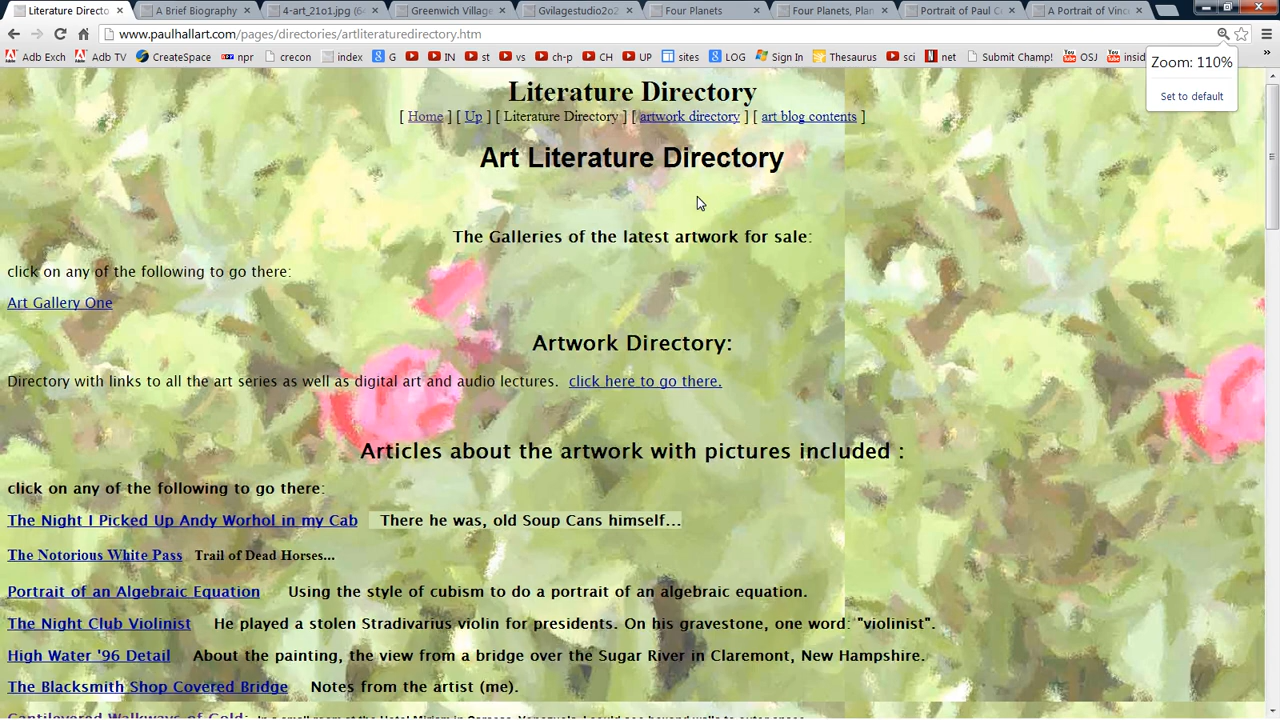 Literature Directo
A Brief Biography
4-art_21o1.jpg (6
Greenwich Village
Gvilagestudio2o2
Four Planets
Four Planets, Plan
Portrait of Paul C
A Portrait of Vinc
www.paulhallart.com/pages/directories/artliteraturedirectory.htm
Adb Exch Adb TV CreateSpace npr crecon index G IN st vs ch-p CH UP sites LOG Sign In Thesaurus sci net Submit Champ! OSJ insid »
Zoom: 110%
Set to default
Literature Directory
[ Home ] [ Up ] [ Literature Directory ] [ artwork directory ] [ art blog contents ]
Art Literature Directory
The Galleries of the latest artwork for sale:
click on any of the following to go there:
Art Gallery One
Artwork Directory:
Directory with links to all the art series as well as digital art and audio lectures. click here to go there.
Articles about the artwork with pictures included :
click on any of the following to go there:
The Night I Picked Up Andy Worhol in my Cab There he was, old Soup Cans himself...
The Notorious White Pass Trail of Dead Horses...
Portrait of an Algebraic Equation Using the style of cubism to do a portrait of an algebraic equation.
The Night Club Violinist He played a stolen Stradivarius violin for presidents. On his gravestone, one word: "violinist".
High Water '96 Detail About the painting, the view from a bridge over the Sugar River in Claremont, New Hampshire.
The Blacksmith Shop Covered Bridge Notes from the artist (me).
Cantilevered Walkways of Gold: